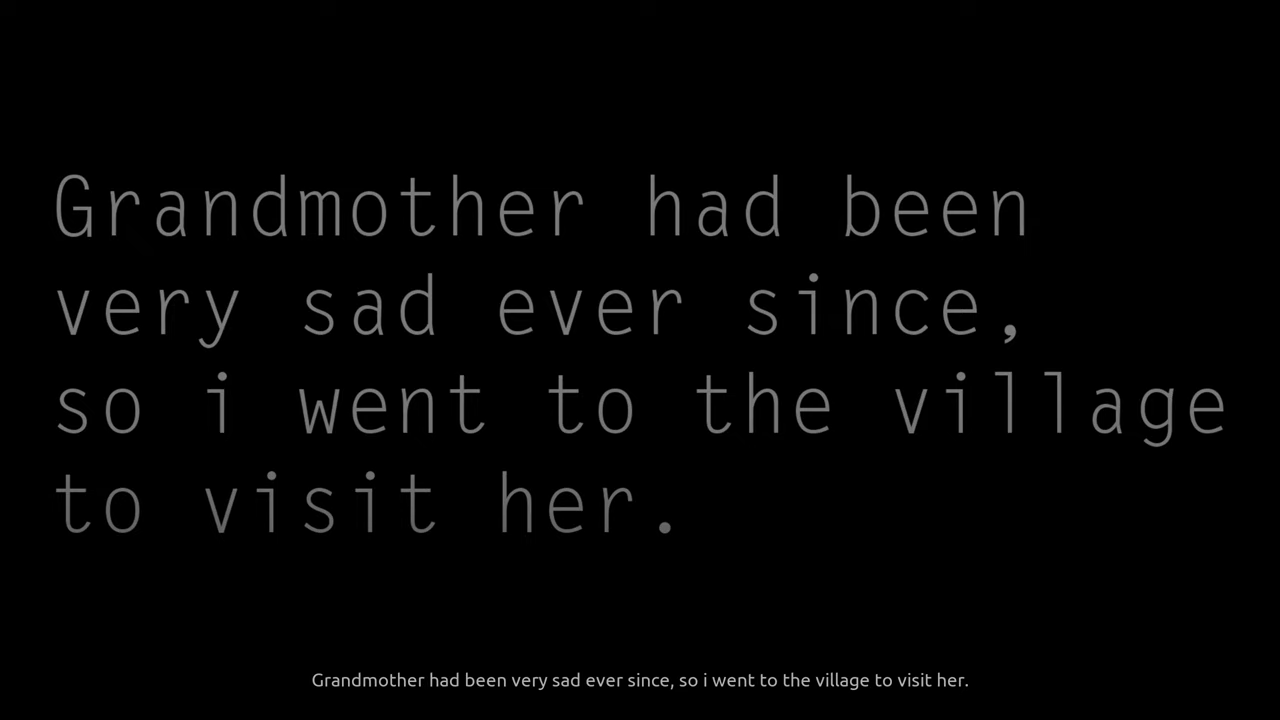 Grandmother had been
very sad ever since,
so i went to the village
to visit her.
Grandmother had been very sad ever since, so i went to the village to visit her.